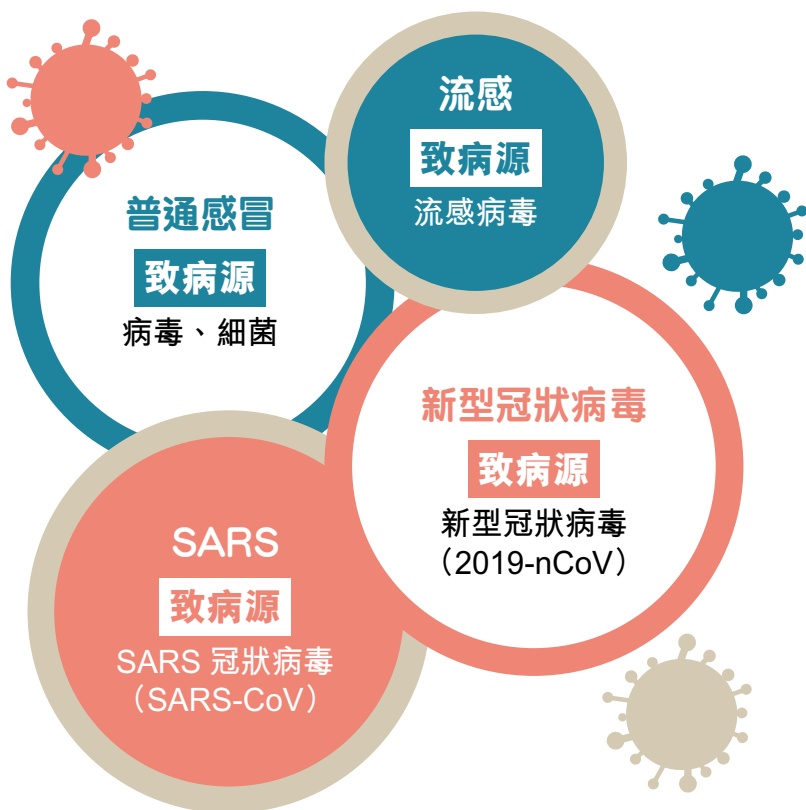 流感
致病源
流感病毒
普通感冒
致病源
病毒、細菌
新型冠狀病毒
致病源
新型冠狀病毒
（2019-nCoV）
SARS
致病源
SARS 冠狀病毒
（SARS-CoV）